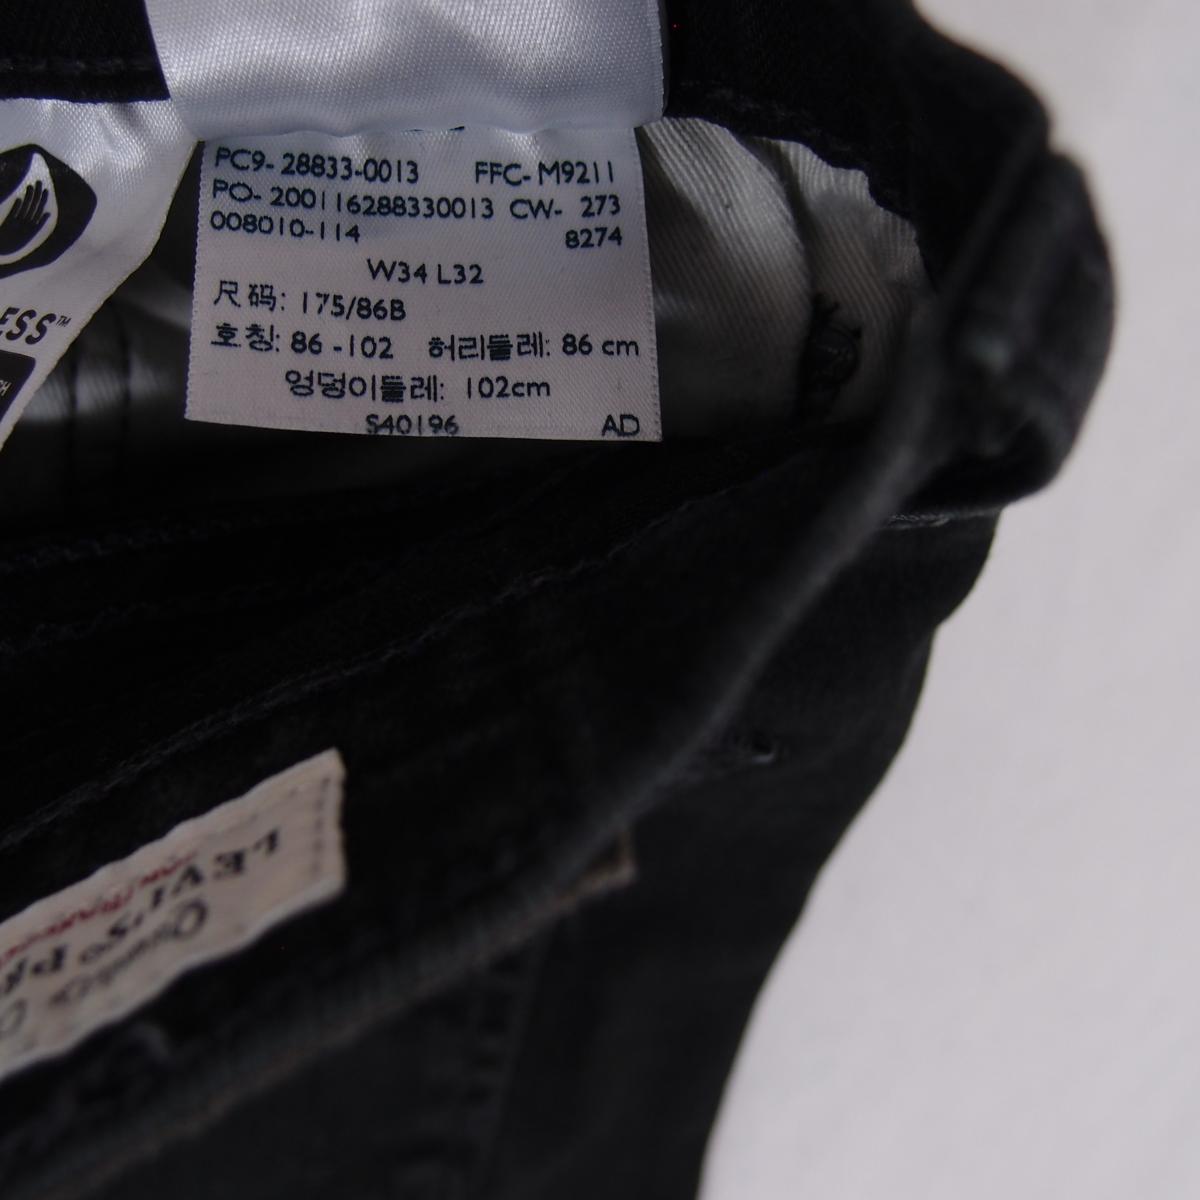 PC9- 28833-0013 FFC- M9211
PO- 200116288330013 CW- 273
008010-114 8274
W34 L32
尺码: 175/86B
호칭: 86 -102 허리둘레: 86 cm
엉덩이둘레: 102cm
S40196 AD
ESS™
LEVI'S